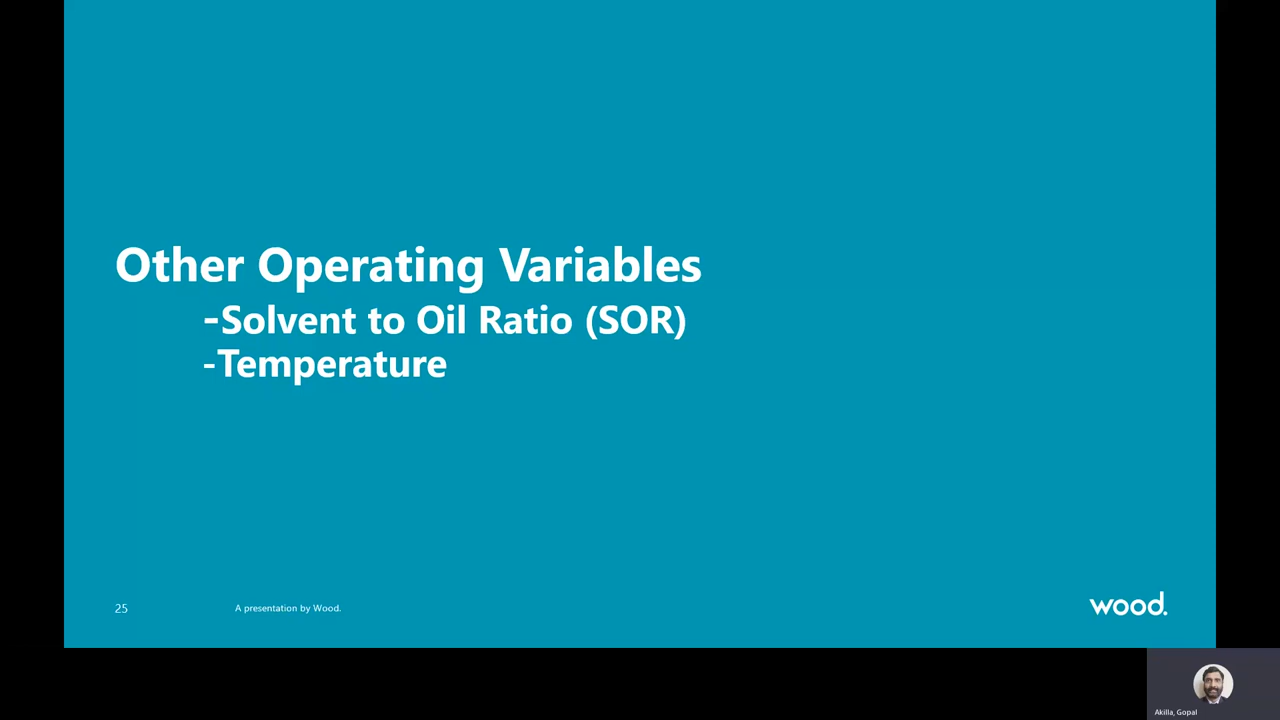 Other Operating Variables
-Solvent to Oil Ratio (SOR)
-Temperature
25
A presentation by Wood.
wood.
Akilla, Gopal